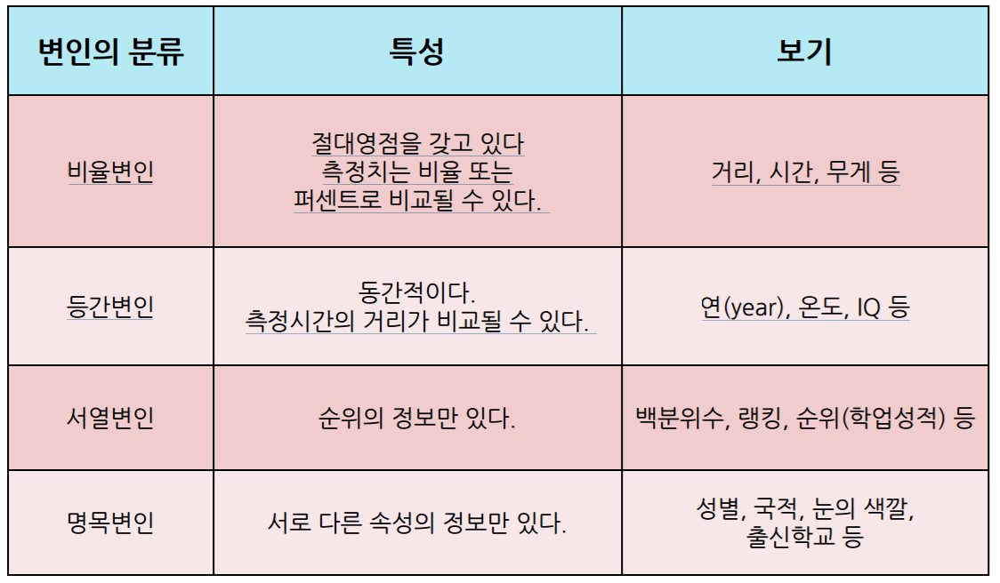 변인의 분류 특성 보기
비율변인
절대영점을 갖고 있다
측정치는 비율 또는
퍼센트로 비교될 수 있다.
거리, 시간, 무게 등
등간변인
동간적이다.
측정시간의 거리가 비교될 수 있다.
연(year), 온도, IQ 등
서열변인
순위의 정보만 있다.
백분위수, 랭킹, 순위(학업성적) 등
명목변인
서로 다른 속성의 정보만 있다.
성별, 국적, 눈의 색깔,
출신학교 등